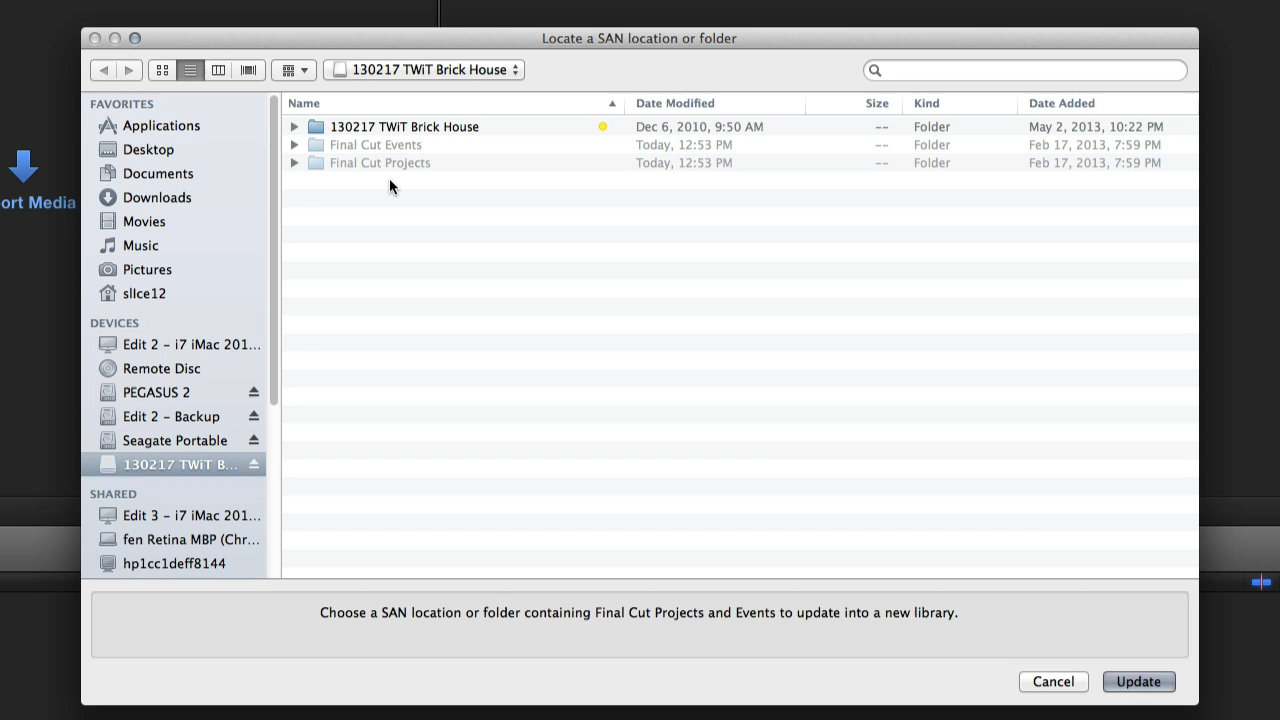 Locate a SAN location or folder
130217 TWiT Brick House
FAVORITES
Applications
Desktop
Documents
Downloads
Movies
Music
Pictures
sllce12
DEVICES
Edit 2 – i7 iMac 201...
Remote Disc
PEGASUS 2
Edit 2 – Backup
Seagate Portable
130217 TWiT B...
SHARED
Edit 3 – i7 iMac 201...
fen Retina MBP (Chr...
hp1cc1deff8144
Name Date Modified Size Kind Date Added
130217 TWiT Brick House Dec 6, 2010, 9:50 AM -- Folder May 2, 2013, 10:22 PM
Final Cut Events Today, 12:53 PM -- Folder Feb 17, 2013, 7:59 PM
Final Cut Projects Today, 12:53 PM -- Folder Feb 17, 2013, 7:59 PM
ort Media
Choose a SAN location or folder containing Final Cut Projects and Events to update into a new library.
Cancel Update